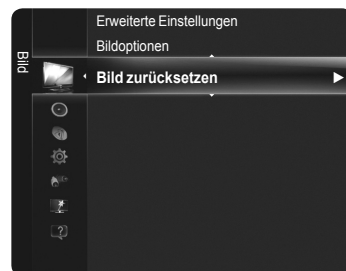 Bild
Erweiterte Einstellungen
Bildoptionen
Bild zurücksetzen